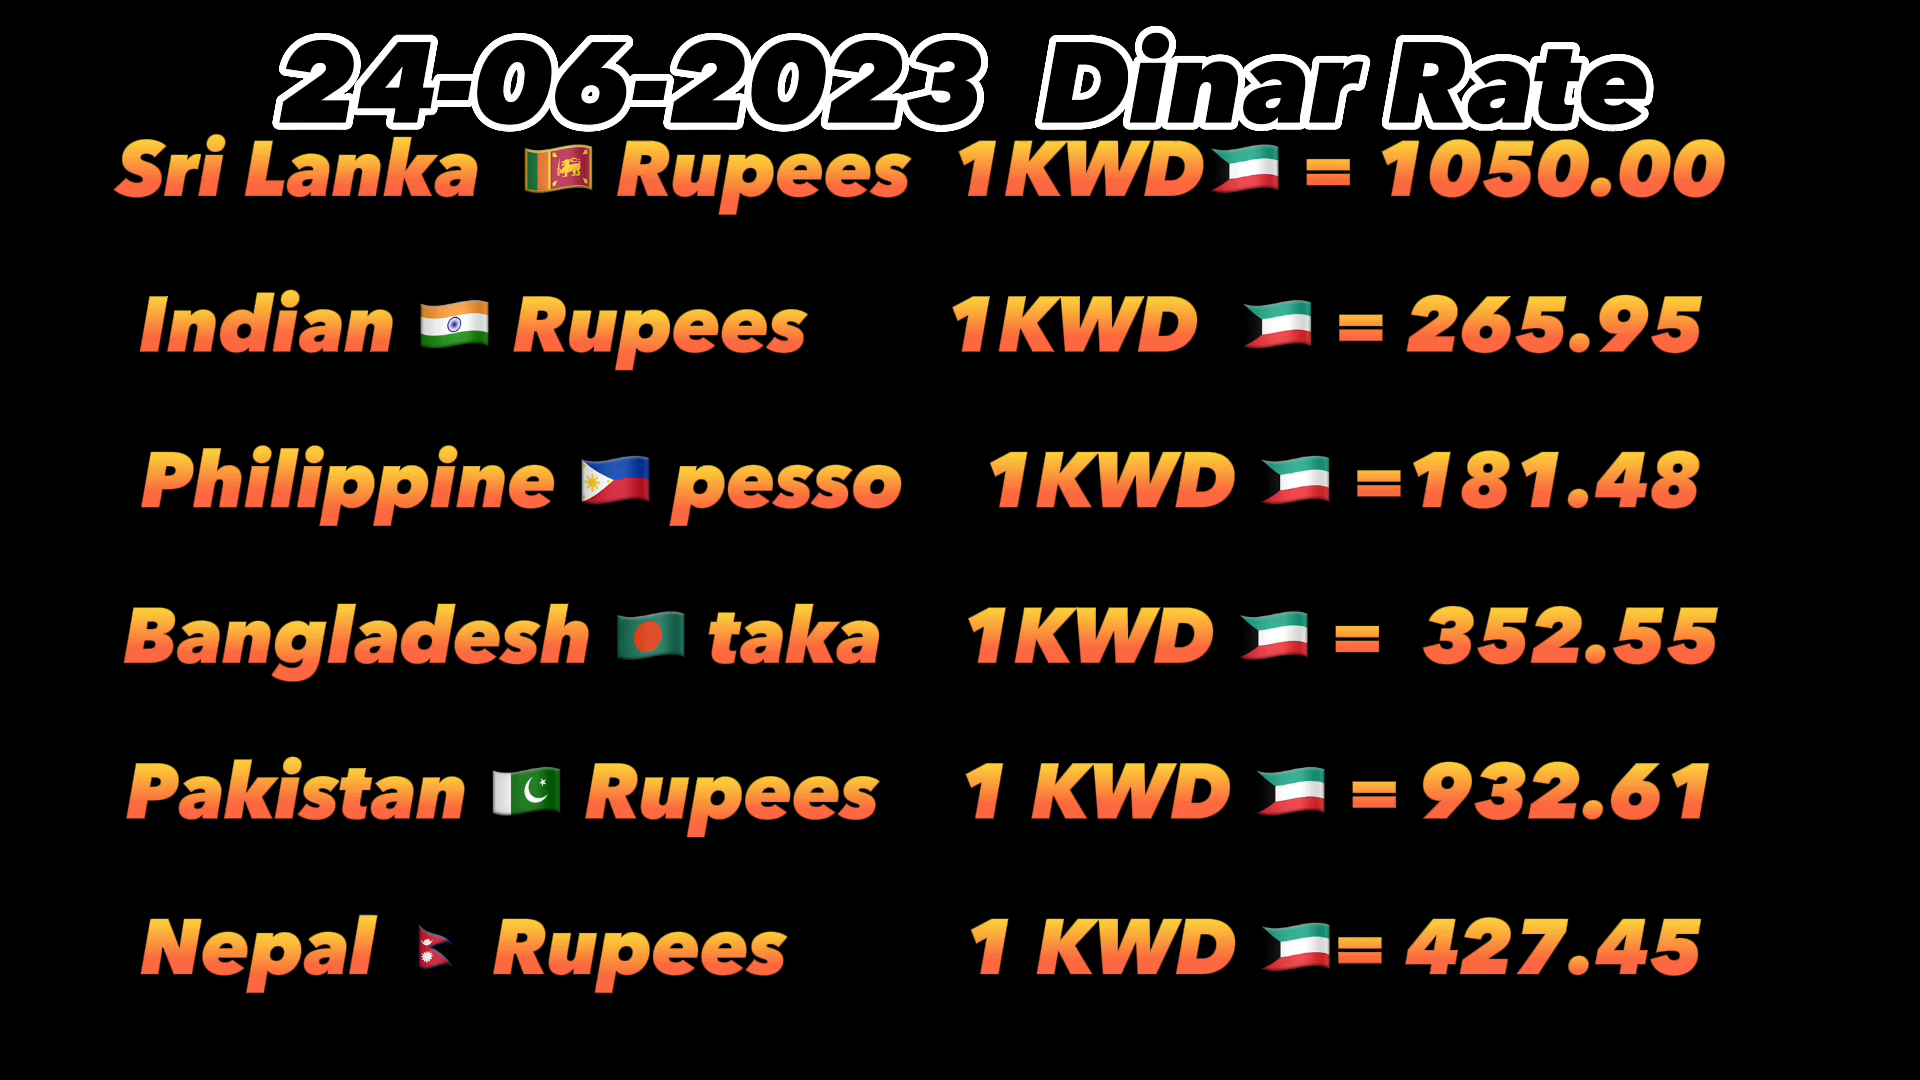 24-06-2023 Dinar Rate
Sri Lanka 🇱🇰 Rupees 1KWD🇰🇼 = 1050.00
Indian 🇮🇳 Rupees 1KWD 🇰🇼 = 265.95
Philippine 🇵🇭 pesso 1KWD 🇰🇼 =181.48
Bangladesh 🇧🇩 taka 1KWD 🇰🇼 = 352.55
Pakistan 🇵🇰 Rupees 1 KWD 🇰🇼 = 932.61
Nepal 🇳🇵 Rupees 1 KWD 🇰🇼= 427.45